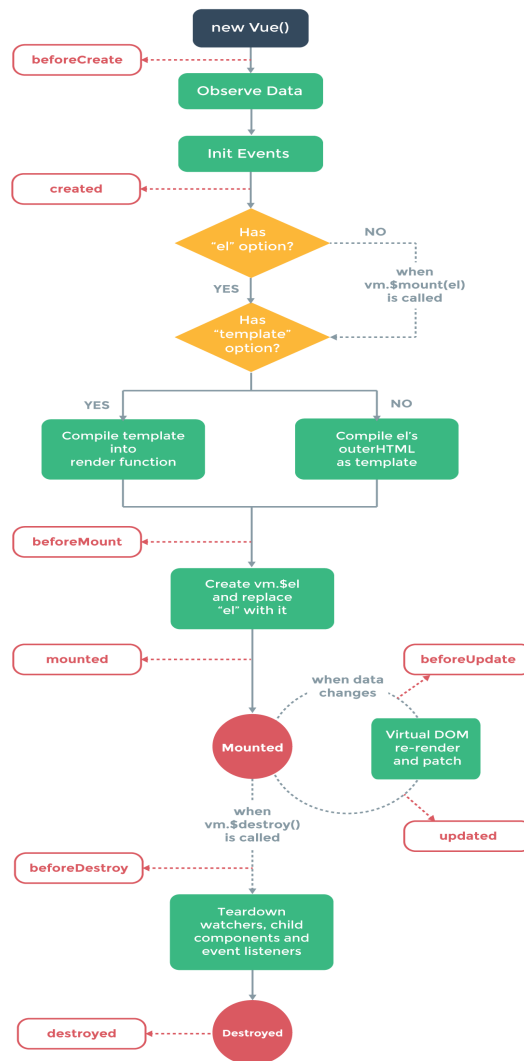 new Vue()
beforeCreate
Observe Data
Init Events
created
Has
"el" option?
NO
when
vm.$mount(el)
is called
YES
Has
"template"
option?
YES
NO
Compile template
into
render function
Compile el's
outerHTML
as template
beforeMount
Create vm.$el
and replace
"el" with it
mounted
beforeUpdate
when data
changes
Mounted
Virtual DOM
re-render
and patch
when
vm.$destroy()
is called
updated
beforeDestroy
Teardown
watchers, child
components and
event listeners
destroyed
Destroyed